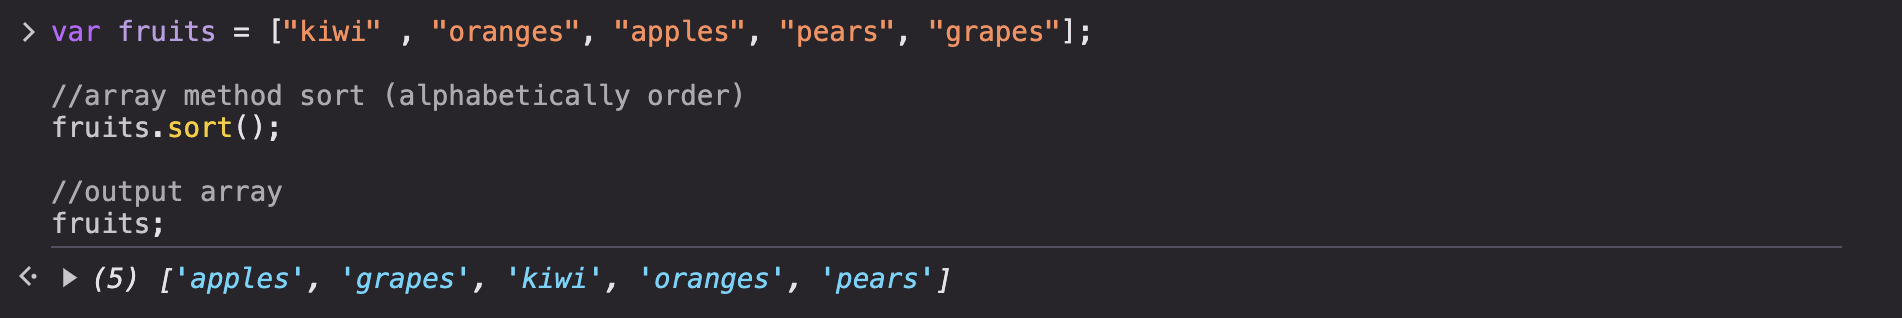 var fruits = ["kiwi" , "oranges", "apples", "pears", "grapes"];
//array method sort (alphabetically order)
fruits.sort();
//output array
fruits;
(5) ['apples', 'grapes', 'kiwi', 'oranges', 'pears']